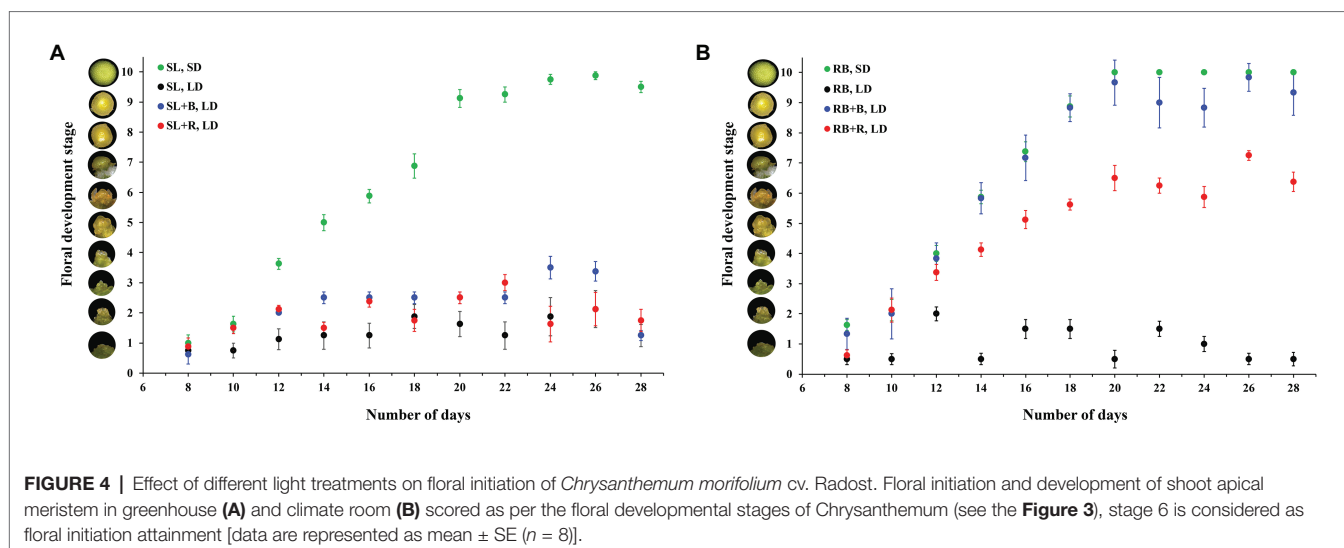 A
SL, SD
SL, LD
SL+B, LD
SL+R, LD
Floral development stage
10
9
8
7
6
5
4
3
2
1
0
6 8 10 12 14 16 18 20 22 24 26 28
Number of days
B
RB, SD
RB, LD
RB+B, LD
RB+R, LD
Floral development stage
10
9
8
7
6
5
4
3
2
1
0
6 8 10 12 14 16 18 20 22 24 26 28
Number of days
FIGURE 4 | Effect of different light treatments on floral initiation of Chrysanthemum morifolium cv. Radost. Floral initiation and development of shoot apical
meristem in greenhouse (A) and climate room (B) scored as per the floral developmental stages of Chrysanthemum (see the Figure 3), stage 6 is considered as
floral initiation attainment [data are represented as mean ± SE (n = 8)].